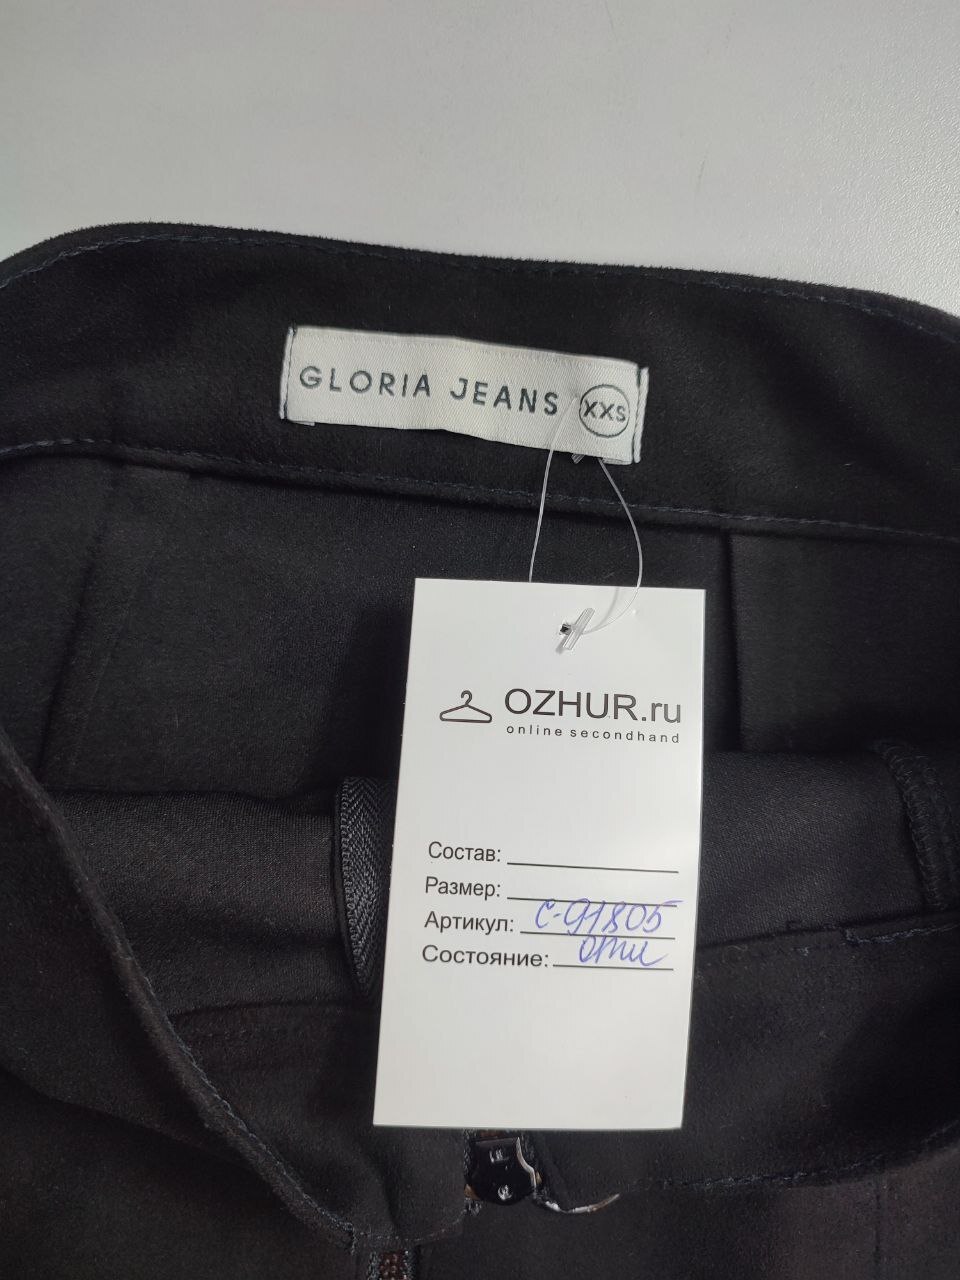 GLORIA JEANS XXS
OZHUR.ru
online secondhand
Состав:
Размер:
Артикул: С-91805
Состояние: отл